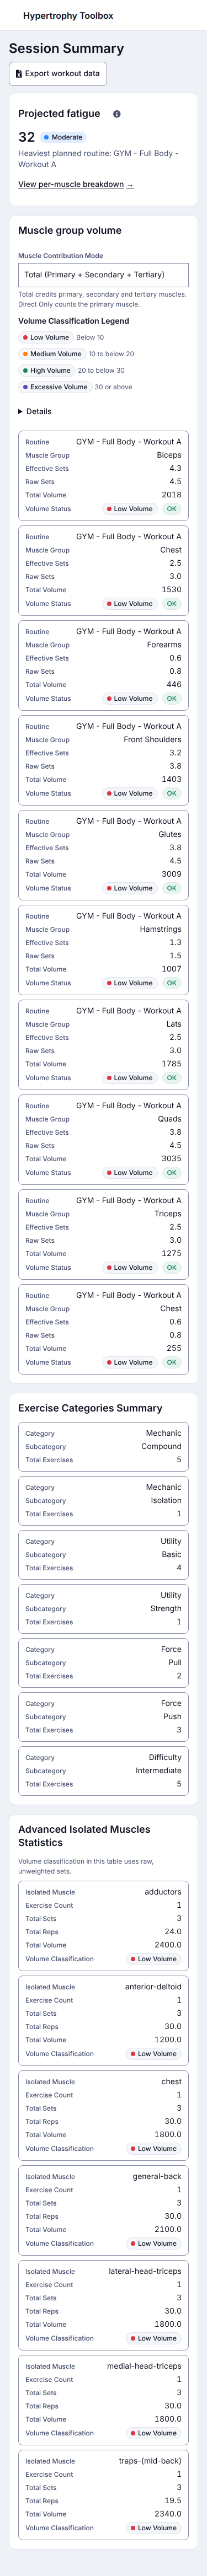 Hypertrophy Toolbox
Session Summary
Export workout data
Projected fatigue
32 Moderate
Heaviest planned routine: GYM - Full Body -
Workout A
View per-muscle breakdown →
Muscle group volume
Muscle Contribution Mode
Total (Primary + Secondary + Tertiary)
Total credits primary, secondary and tertiary muscles.
Direct Only counts the primary muscle.
Volume Classification Legend
Low Volume Below 10
Medium Volume 10 to below 20
High Volume 20 to below 30
Excessive Volume 30 or above
Details
Routine GYM - Full Body - Workout A
Muscle Group Biceps
Effective Sets 4.3
Raw Sets 4.5
Total Volume 2018
Volume Status Low Volume OK
Routine GYM - Full Body - Workout A
Muscle Group Chest
Effective Sets 2.5
Raw Sets 3.0
Total Volume 1530
Volume Status Low Volume OK
Routine GYM - Full Body - Workout A
Muscle Group Forearms
Effective Sets 0.6
Raw Sets 0.8
Total Volume 446
Volume Status Low Volume OK
Routine GYM - Full Body - Workout A
Muscle Group Front Shoulders
Effective Sets 3.2
Raw Sets 3.8
Total Volume 1403
Volume Status Low Volume OK
Routine GYM - Full Body - Workout A
Muscle Group Glutes
Effective Sets 3.8
Raw Sets 4.5
Total Volume 3009
Volume Status Low Volume OK
Routine GYM - Full Body - Workout A
Muscle Group Hamstrings
Effective Sets 1.3
Raw Sets 1.5
Total Volume 1007
Volume Status Low Volume OK
Routine GYM - Full Body - Workout A
Muscle Group Lats
Effective Sets 2.5
Raw Sets 3.0
Total Volume 1785
Volume Status Low Volume OK
Routine GYM - Full Body - Workout A
Muscle Group Quads
Effective Sets 3.8
Raw Sets 4.5
Total Volume 3035
Volume Status Low Volume OK
Routine GYM - Full Body - Workout A
Muscle Group Triceps
Effective Sets 2.5
Raw Sets 3.0
Total Volume 1275
Volume Status Low Volume OK
Routine GYM - Full Body - Workout A
Muscle Group Chest
Effective Sets 0.6
Raw Sets 0.8
Total Volume 255
Volume Status Low Volume OK
Exercise Categories Summary
Category Mechanic
Subcategory Compound
Total Exercises 5
Category Mechanic
Subcategory Isolation
Total Exercises 1
Category Utility
Subcategory Basic
Total Exercises 4
Category Utility
Subcategory Strength
Total Exercises 1
Category Force
Subcategory Pull
Total Exercises 2
Category Force
Subcategory Push
Total Exercises 3
Category Difficulty
Subcategory Intermediate
Total Exercises 5
Advanced Isolated Muscles
Statistics
Volume classification in this table uses raw,
unweighted sets.
Isolated Muscle adductors
Exercise Count 1
Total Sets 3
Total Reps 24.0
Total Volume 2400.0
Volume Classification Low Volume
Isolated Muscle anterior-deltoid
Exercise Count 1
Total Sets 3
Total Reps 30.0
Total Volume 1200.0
Volume Classification Low Volume
Isolated Muscle chest
Exercise Count 1
Total Sets 3
Total Reps 30.0
Total Volume 1800.0
Volume Classification Low Volume
Isolated Muscle general-back
Exercise Count 1
Total Sets 3
Total Reps 30.0
Total Volume 2100.0
Volume Classification Low Volume
Isolated Muscle lateral-head-triceps
Exercise Count 1
Total Sets 3
Total Reps 30.0
Total Volume 1800.0
Volume Classification Low Volume
Isolated Muscle medial-head-triceps
Exercise Count 1
Total Sets 3
Total Reps 30.0
Total Volume 1800.0
Volume Classification Low Volume
Isolated Muscle traps-(mid-back)
Exercise Count 1
Total Sets 3
Total Reps 19.5
Total Volume 2340.0
Volume Classification Low Volume